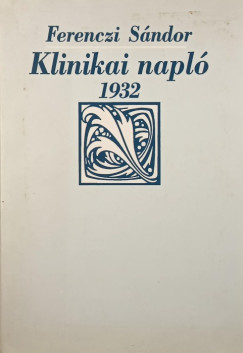 Ferenczi Sándor
Klinikai napló
1932